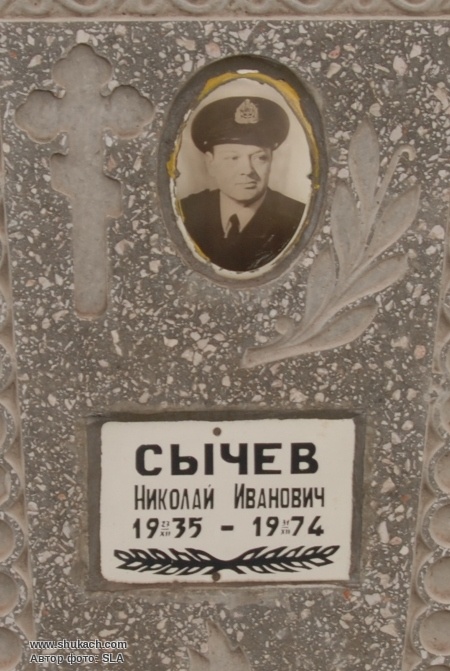 СЫЧЕВ
НИКОЛАЙ ИВАНОВИЧ
1935 - 1974
www.shukach.com
Автор фото: SLA